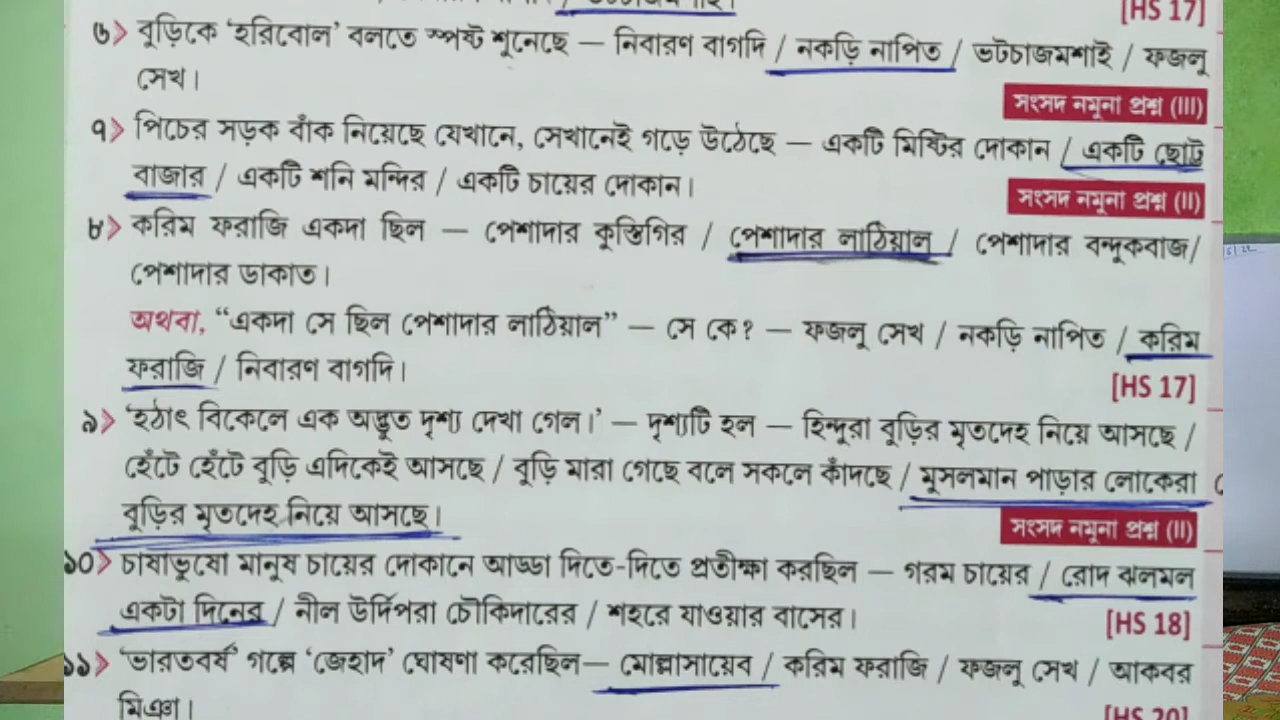 [HS 17]
৬> বুড়িকে 'হরিবোল' বলতে স্পষ্ট শুনেছে — নিবারণ বাগদি / নকড়ি নাপিত / ভটচাজমশাই / ফজলু
সেখ।
সংসদ নমুনা প্রশ্ন (III)
৭> পিচের সড়ক বাঁক নিয়েছে যেখানে, সেখানেই গড়ে উঠেছে — একটি মিষ্টির দোকান / একটি ছোট
বাজার / একটি শনি মন্দির / একটি চায়ের দোকান।
সংসদ নমুনা প্রশ্ন (II)
৮> করিম ফরাজি একদা ছিল — পেশাদার কুস্তিগির / পেশাদার লাঠিয়াল / পেশাদার বন্দুকবাজ/
পেশাদার ডাকাত।
অথবা, "একদা সে ছিল পেশাদার লাঠিয়াল" — সে কে? — ফজলু সেখ / নকড়ি নাপিত / করিম
ফরাজি / নিবারণ বাগদি।
[HS 17]
৯> 'হঠাৎ বিকেলে এক অদ্ভুত দৃশ্য দেখা গেল।' — দৃশ্যটি হল — হিন্দুরা বুড়ির মৃতদেহ নিয়ে আসছে /
হেঁটে হেঁটে বুড়ি এদিকেই আসছে / বুড়ি মারা গেছে বলে সকলে কাঁদছে / মুসলমান পাড়ার লোকেরা
বুড়ির মৃতদেহ নিয়ে আসছে।
সংসদ নমুনা প্রশ্ন (II)
১০> চাষাভুষো মানুষ চায়ের দোকানে আড্ডা দিতে-দিতে প্রতীক্ষা করছিল — গরম চায়ের / রোদ ঝলমল
একটা দিনের / নীল উর্দিপরা চৌকিদারের / শহরে যাওয়ার বাসের।
[HS 18]
১১> 'ভারতবর্ষ' গল্পে 'জেহাদ' ঘোষণা করেছিল— মোল্লাসায়েব / করিম ফরাজি / ফজলু সেখ / আকবর
মিঞা।
[HS 20]